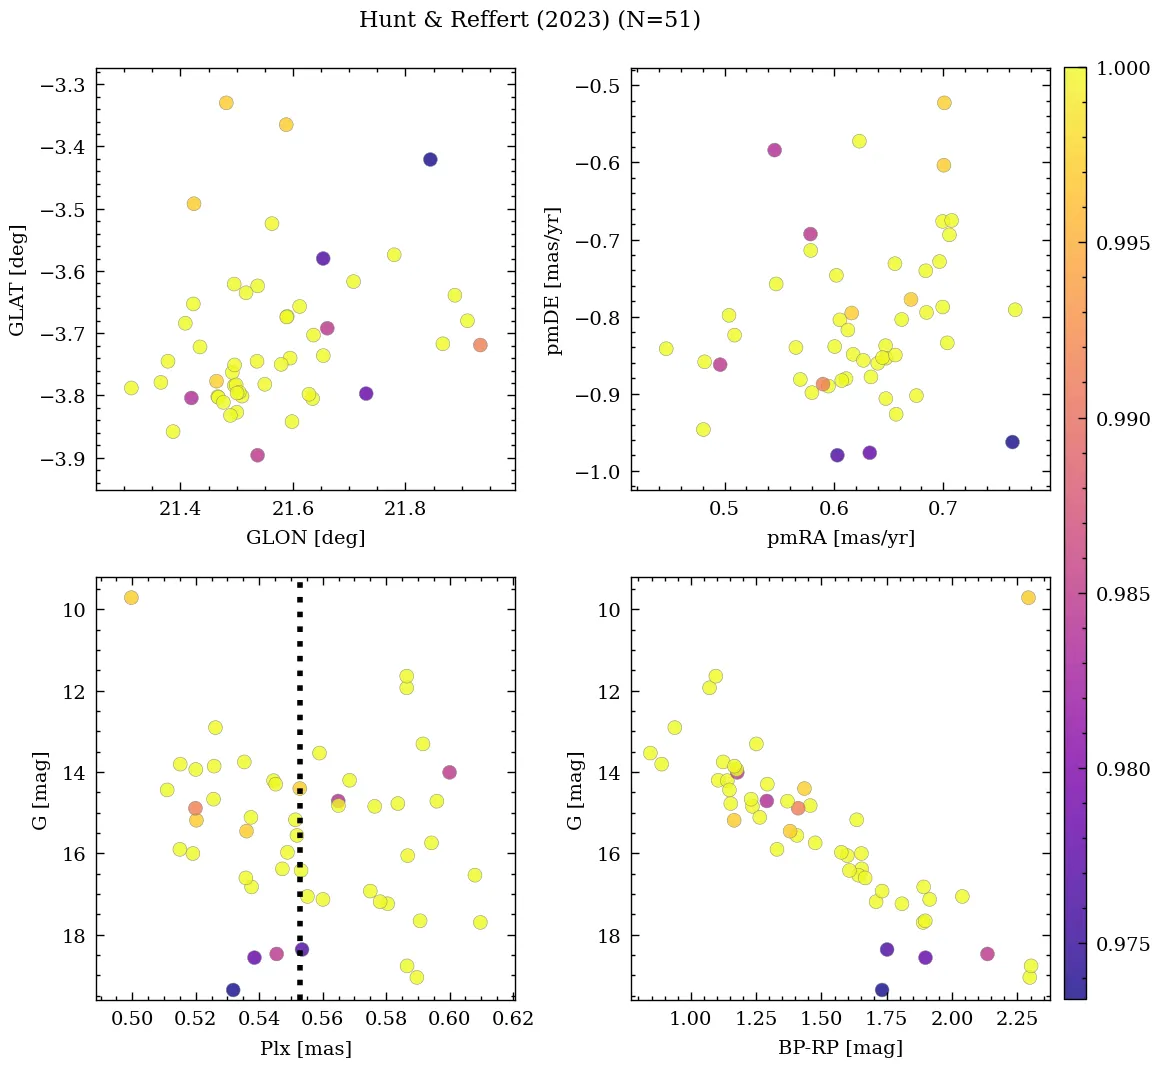 Hunt & Reffert (2023) (N=51)
−3.3
−3.4
−3.5
−3.6
−3.7
−3.8
−3.9
GLAT [deg]
21.4 21.6 21.8
GLON [deg]
−0.5
−0.6
−0.7
−0.8
−0.9
−1.0
pmDE [mas/yr]
0.5 0.6 0.7
pmRA [mas/yr]
10
12
14
16
18
G [mag]
0.50 0.52 0.54 0.56 0.58 0.60 0.62
Plx [mas]
10
12
14
16
18
G [mag]
1.00 1.25 1.50 1.75 2.00 2.25
BP-RP [mag]
1.000
0.995
0.990
0.985
0.980
0.975